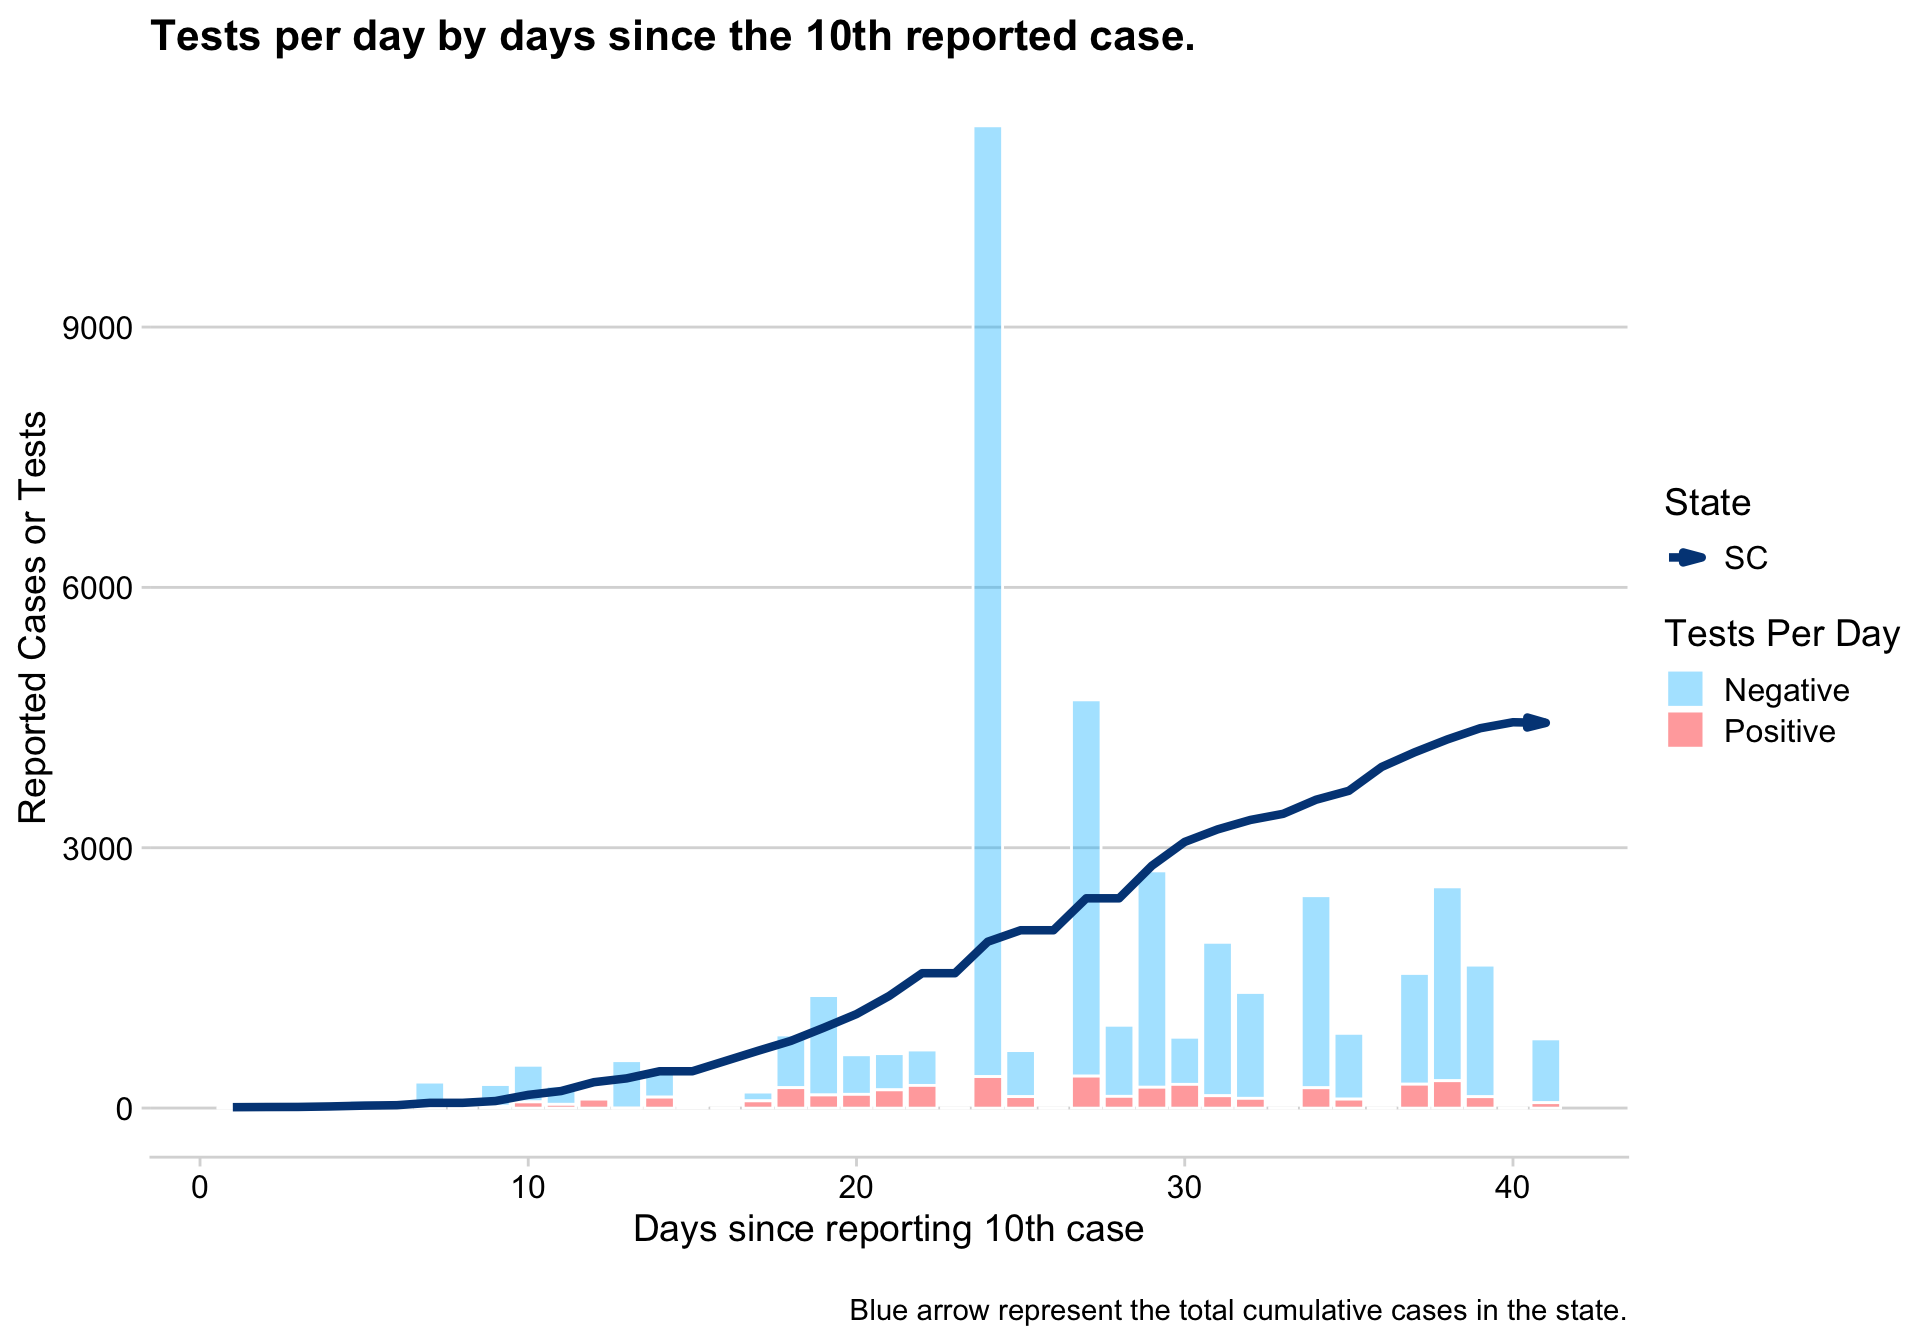 Tests per day by days since the 10th reported case.
9000
6000
3000
0
Reported Cases or Tests
0 10 20 30 40
Days since reporting 10th case
State
SC
Tests Per Day
Negative
Positive
Blue arrow represent the total cumulative cases in the state.